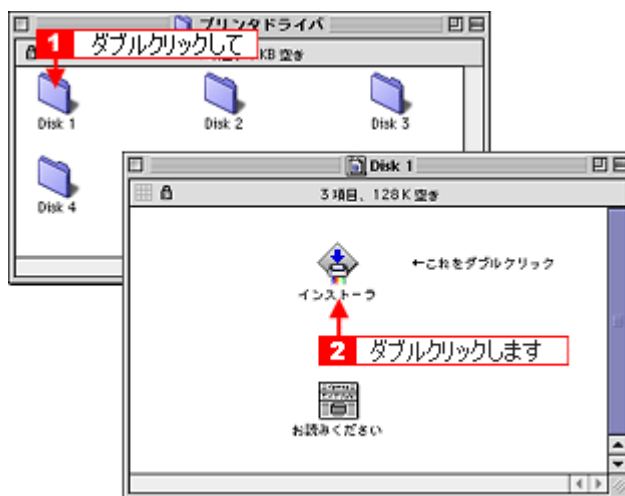 プリンタドライバ
1 ダブルクリックして
KB 空き
Disk 1
Disk 2
Disk 3
Disk 4
Disk 1
3 項目、128K 空き
←これをダブルクリック
インストーラ
2 ダブルクリックします
お読みください